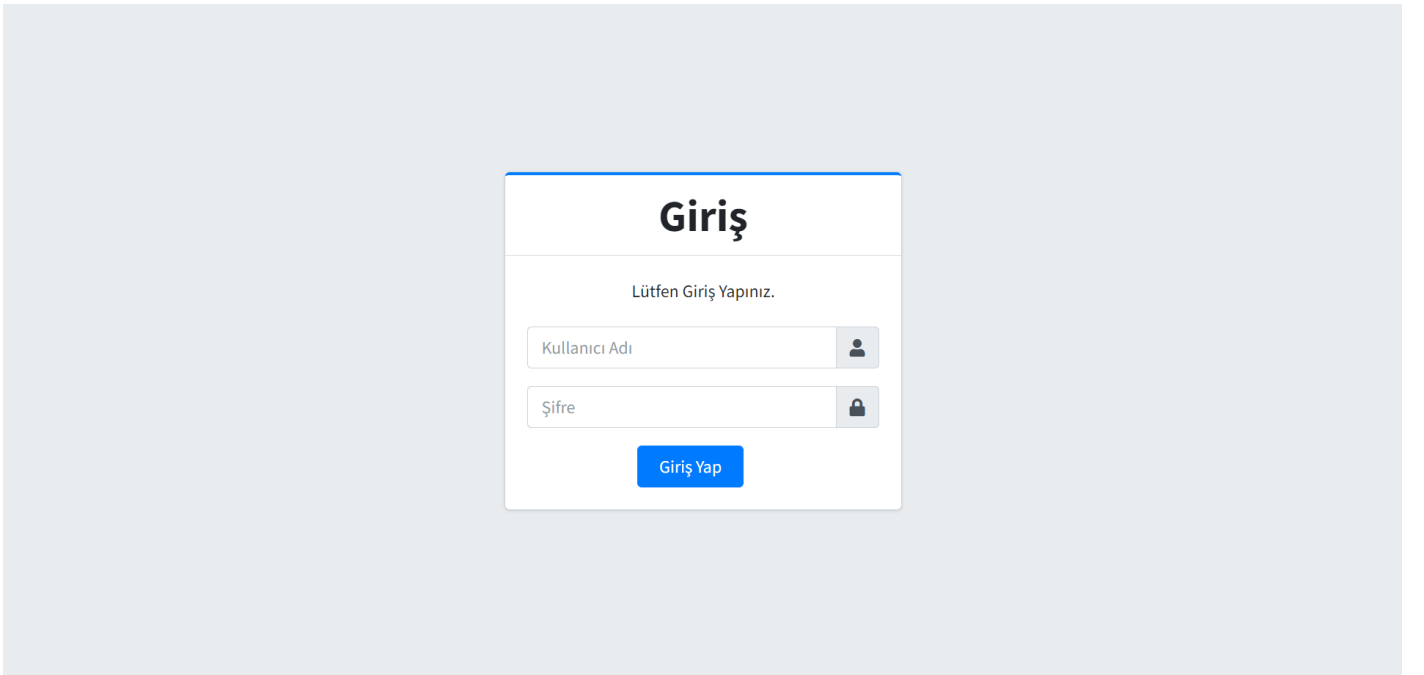 Giriş
Lütfen Giriş Yapınız.
Kullanıcı Adı
Şifre
Giriş Yap